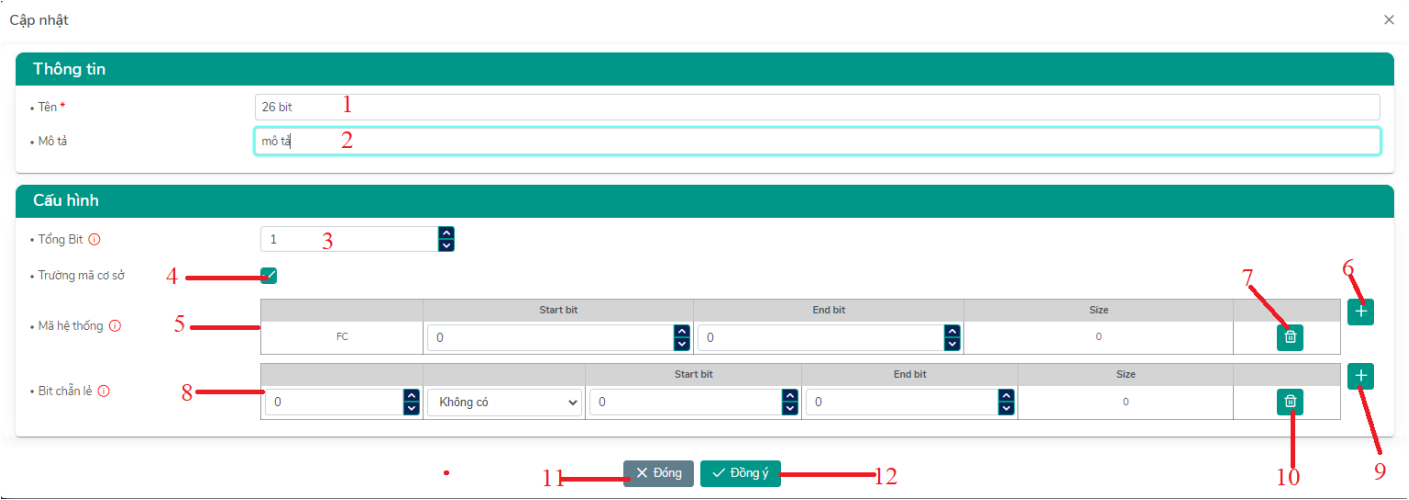 Cập nhật
Thông tin
• Tên * 26 bit 1
• Mô tả mô tả 2
Cấu hình
• Tổng Bit 1 3
• Trường mã cơ sở 4
7 6
Start bit End bit Size
• Mã hệ thống 5 FC 0 0 0
Start bit End bit Size
• Bit chẵn lẻ 8 0 Không có 0 0 0
11 Đóng Đồng ý 12 10 9